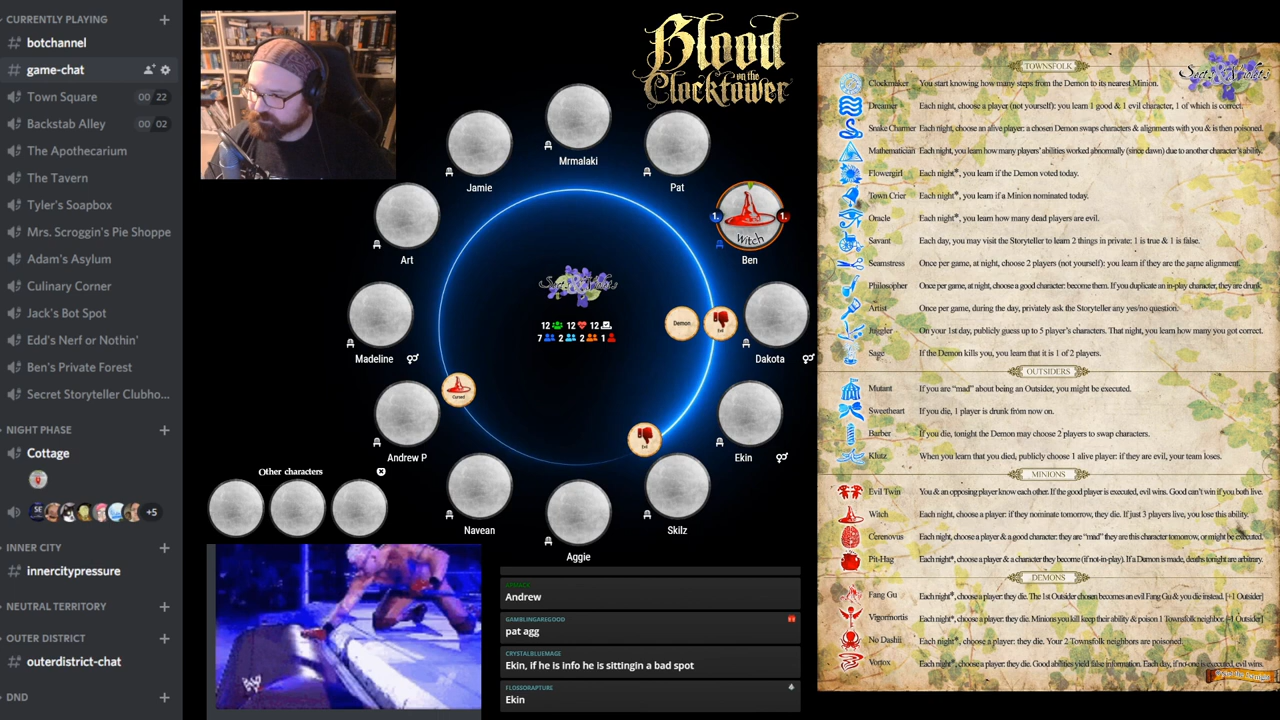 CURRENTLY PLAYING
botchannel
game-chat
Town Square 00 22
Backstab Alley 00 02
The Apothecarium
The Tavern
Tyler's Soapbox
Mrs. Scroggin's Pie Shoppe
Adam's Asylum
Culinary Corner
Jack's Bot Spot
Edd's Nerf or Nothin'
Ben's Private Forest
Secret Storyteller Clubho...
NIGHT PHASE
Cottage
+5
INNER CITY
innercitypressure
NEUTRAL TERRITORY
OUTER DISTRICT
outerdistrict-chat
DND
Blood
on the
Clocktower
Mrmalaki
Jamie
Pat
Art
Witch
1.
1.
Ben
Demon
Evil
Madeline
Dakota
12 12 12
7 2 2 1
Cursed
Evil
Andrew P
Ekin
Navean
Skilz
Aggie
Other characters
Andrew
GAMBLINGAREGOOD
pat agg
CRYSTALBLUEMAGE
Ekin, if he is info he is sittingin a bad spot
FLOSSORAPTURE
Ekin
TOWNSFOLK
Clockmaker You start knowing how many steps from the Demon to its nearest Minion.
Dreamer Each night, choose a player (not yourself): you learn 1 good & 1 evil character, 1 of which is correct.
Snake Charmer Each night, choose an alive player: a chosen Demon swaps characters & alignments with you & is then poisoned.
Mathematician Each night, you learn how many players' abilities worked abnormally (since dawn) due to another character's ability.
Flowergirl Each night*, you learn if the Demon voted today.
Town Crier Each night*, you learn if a Minion nominated today.
Oracle Each night*, you learn how many dead players are evil.
Savant Each day, you may visit the Storyteller to learn 2 things in private: 1 is true & 1 is false.
Seamstress Once per game, at night, choose 2 players (not yourself): you learn if they are the same alignment.
Philosopher Once per game, at night, choose a good character: become them. If you duplicate an in-play character, they are drunk.
Artist Once per game, during the day, privately ask the Storyteller any yes/no question.
Juggler On your 1st day, publicly guess up to 5 player's characters. That night, you learn how many you got correct.
Sage If the Demon kills you, you learn that it is 1 of 2 players.
OUTSIDERS
Mutant If you are "mad" about being an Outsider, you might be executed.
Sweetheart If you die, 1 player is drunk from now on.
Barber If you die, tonight the Demon may choose 2 players to swap characters.
Klutz When you learn that you died, publicly choose 1 alive player: if they are evil, your team loses.
MINIONS
Evil Twin You & an opposing player know each other. If the good player is executed, evil wins. Good can't win if you both live.
Witch Each night, choose a player: if they nominate tomorrow, they die. If just 3 players live, you lose this ability.
Cerenovus Each night, choose a player & a good character: they are "mad" they are this character tomorrow, or might be executed.
Pit-Hag Each night*, choose a player & a character they become (if not-in-play). If a Demon is made, deaths tonight are arbitrary.
DEMONS
Fang Gu Each night*, choose a player: they die. The 1st Outsider chosen becomes an evil Fang Gu & you die instead. [+1 Outsider]
Vigormortis Each night*, choose a player: they die. Minions you kill keep their ability & poison 1 Townsfolk neighbor. [-1 Outsider]
No Dashii Each night*, choose a player: they die. Your 2 Townsfolk neighbors are poisoned.
Vortox Each night*, choose a player: they die. Good abilities yield false information. Each day, if no-one is executed, evil wins.